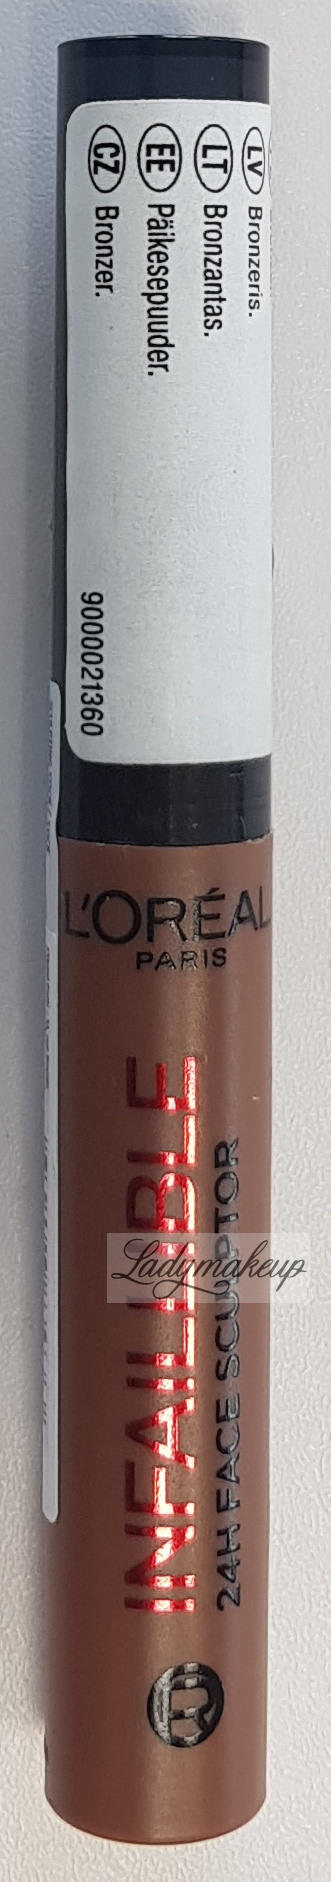 LV Bronzeris.
LT Bronzantas.
EE Päikesepuuder.
CZ Bronzer.
9000021360
L'ORÉAL
PARIS
INFAILLIBLE
24H FACE SCULPTOR
Ladymakeup